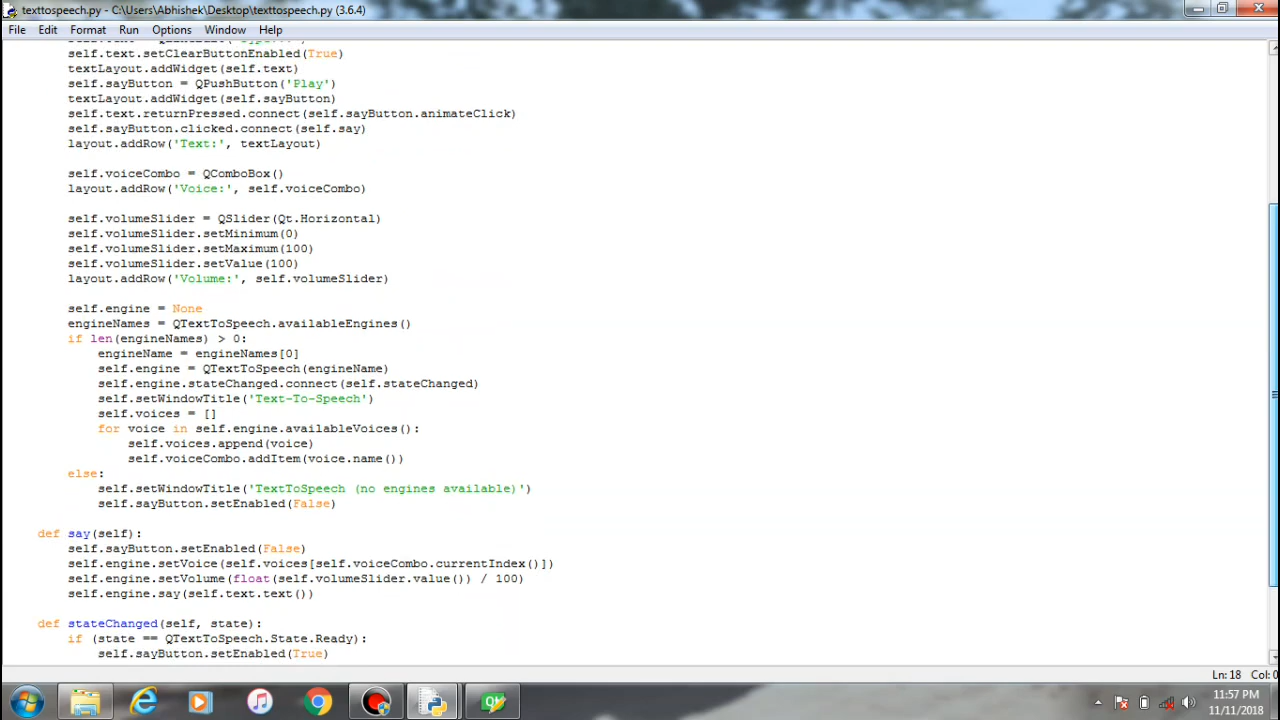 texttospeech.py - C:\Users\Abhishek\Desktop\texttospeech.py (3.6.4)
File Edit Format Run Options Window Help
self.text.setClearButtonEnabled(True)
textLayout.addWidget(self.text)
self.sayButton = QPushButton('Play')
textLayout.addWidget(self.sayButton)
self.text.returnPressed.connect(self.sayButton.animateClick)
self.sayButton.clicked.connect(self.say)
layout.addRow('Text:', textLayout)
self.voiceCombo = QComboBox()
layout.addRow('Voice:', self.voiceCombo)
self.volumeSlider = QSlider(Qt.Horizontal)
self.volumeSlider.setMinimum(0)
self.volumeSlider.setMaximum(100)
self.volumeSlider.setValue(100)
layout.addRow('Volume:', self.volumeSlider)
self.engine = None
engineNames = QTextToSpeech.availableEngines()
if len(engineNames) > 0:
engineName = engineNames[0]
self.engine = QTextToSpeech(engineName)
self.engine.stateChanged.connect(self.stateChanged)
self.setWindowTitle('Text-To-Speech')
self.voices = []
for voice in self.engine.availableVoices():
self.voices.append(voice)
self.voiceCombo.addItem(voice.name())
else:
self.setWindowTitle('TextToSpeech (no engines available)')
self.sayButton.setEnabled(False)
def say(self):
self.sayButton.setEnabled(False)
self.engine.setVoice(self.voices[self.voiceCombo.currentIndex()])
self.engine.setVolume(float(self.volumeSlider.value()) / 100)
self.engine.say(self.text.text())
def stateChanged(self, state):
if (state == QTextToSpeech.State.Ready):
self.sayButton.setEnabled(True)
Ln: 18 Col: 0
11:57 PM
11/11/2018